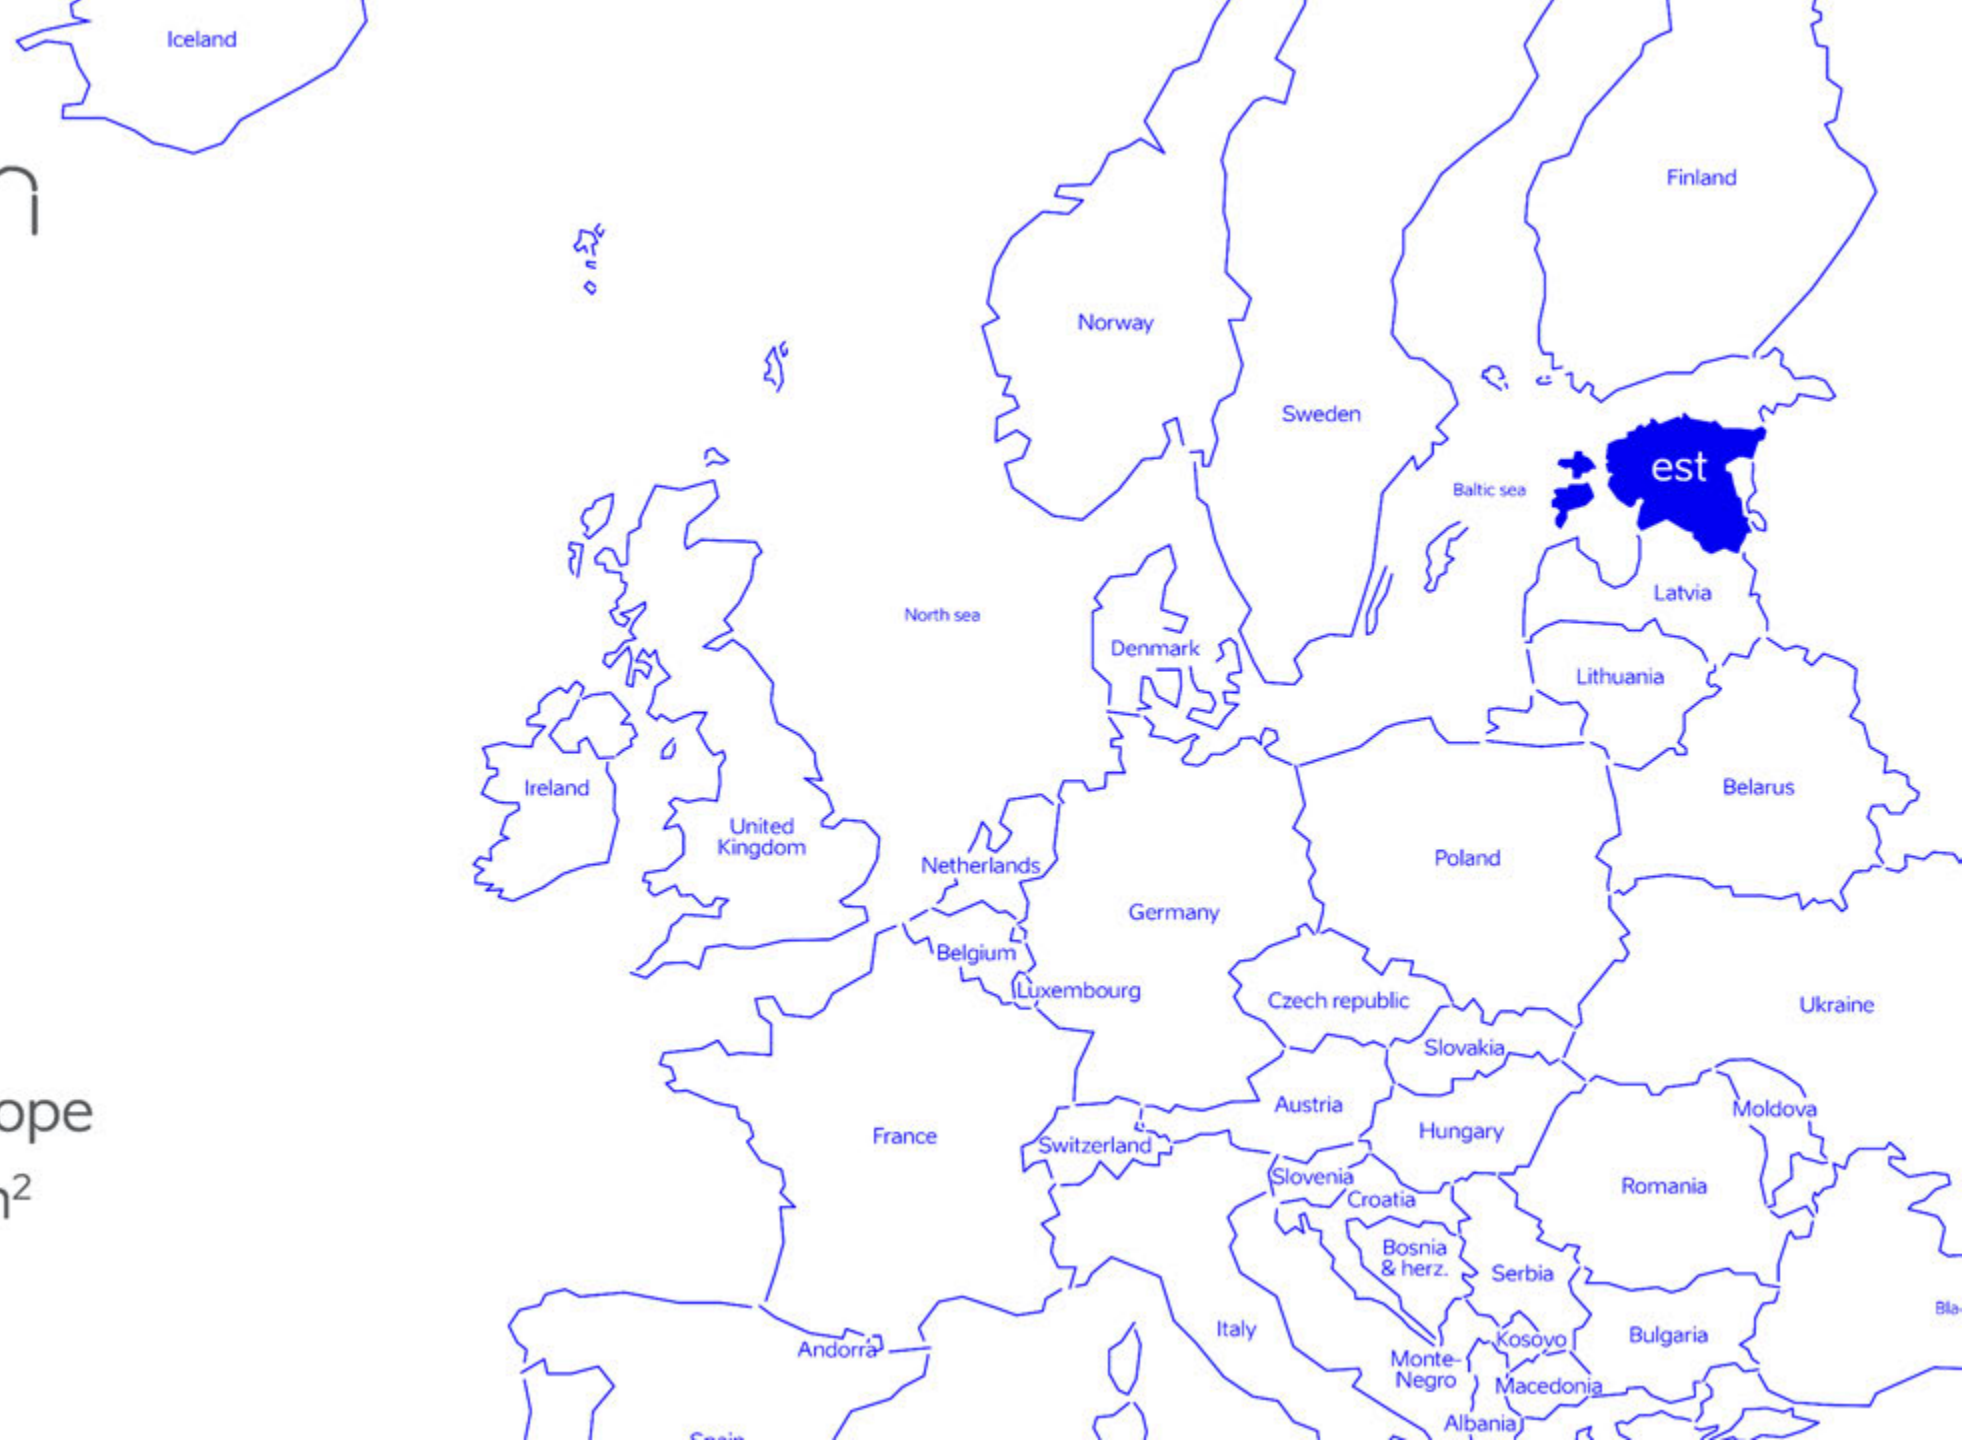 Iceland
Finland
Norway
Sweden
est
Baltic sea
Latvia
North sea
Denmark
Lithuania
Ireland
Belarus
United
Kingdom
Netherlands
Poland
Germany
Belgium
Luxembourg
Czech republic
Ukraine
Slovakia
Austria
Moldova
ope
France
Hungary
Switzerland
Slovenia
Romania
Croatia
Bosnia
& herz.
Serbia
Italy
Kosovo
Bulgaria
Andorra
Monte-
Negro
Macedonia
Albania